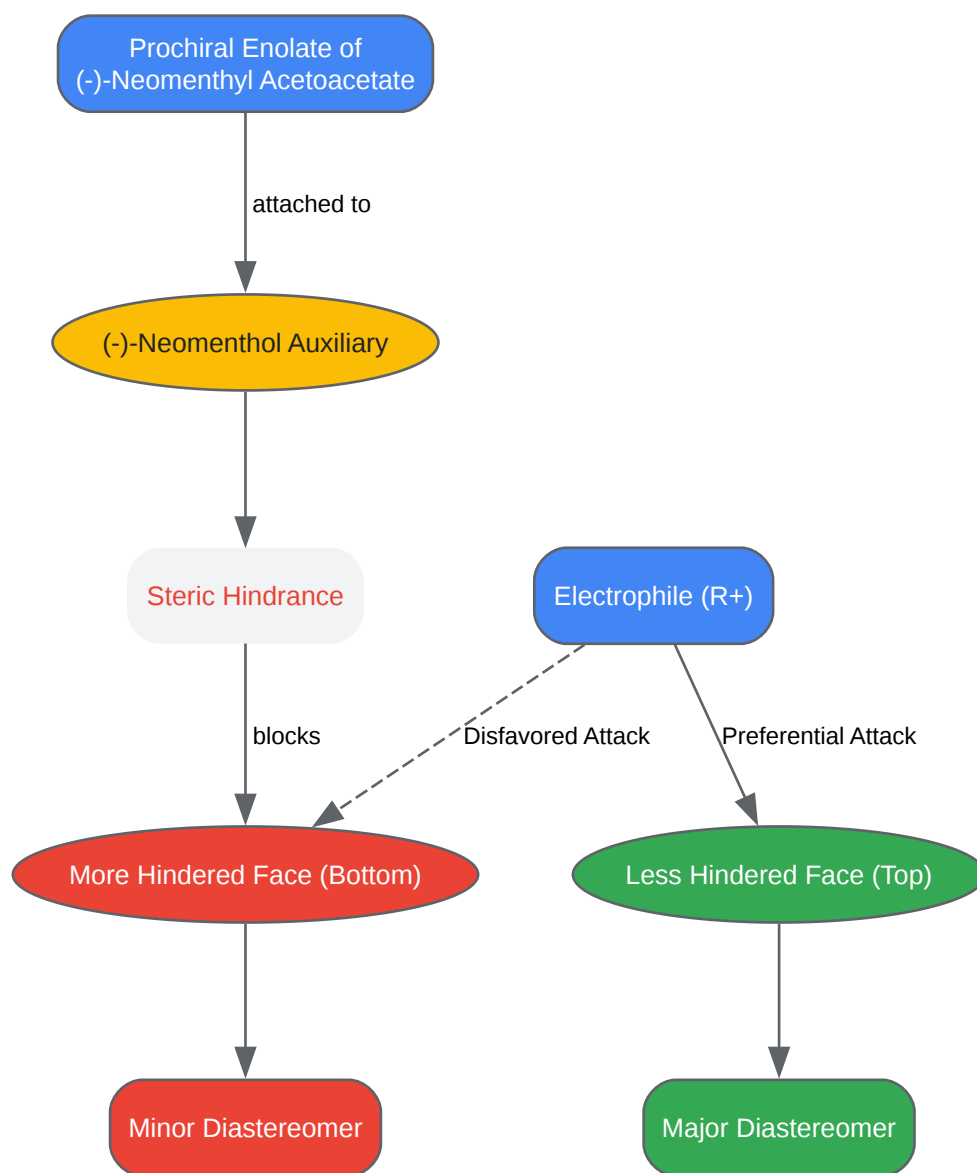 Prochiral Enolate of
(-)-Neomenthyl Acetoacetate
attached to
(-)-Neomenthol Auxiliary
Steric Hindrance
Electrophile (R+)
blocks
Disfavored Attack
Preferential Attack
More Hindered Face (Bottom)
Less Hindered Face (Top)
Minor Diastereomer
Major Diastereomer